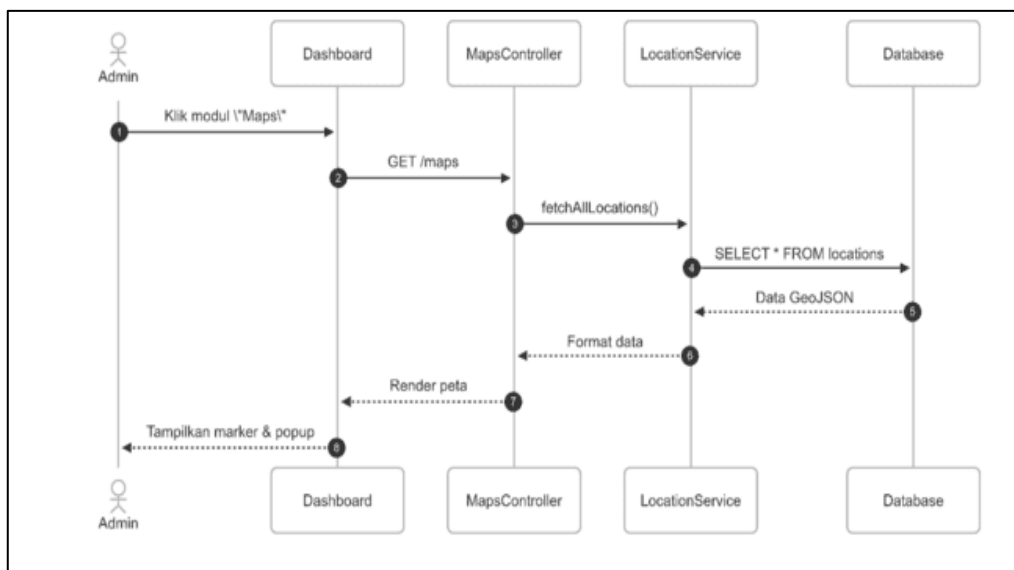 Admin
Dashboard
MapsController
LocationService
Database
Klik modul \"Maps\"
1
GET /maps
2
fetchAllLocations()
3
SELECT * FROM locations
4
Data GeoJSON
5
Format data
6
Render peta
7
Tampilkan marker & popup
8
Admin
Dashboard
MapsController
LocationService
Database